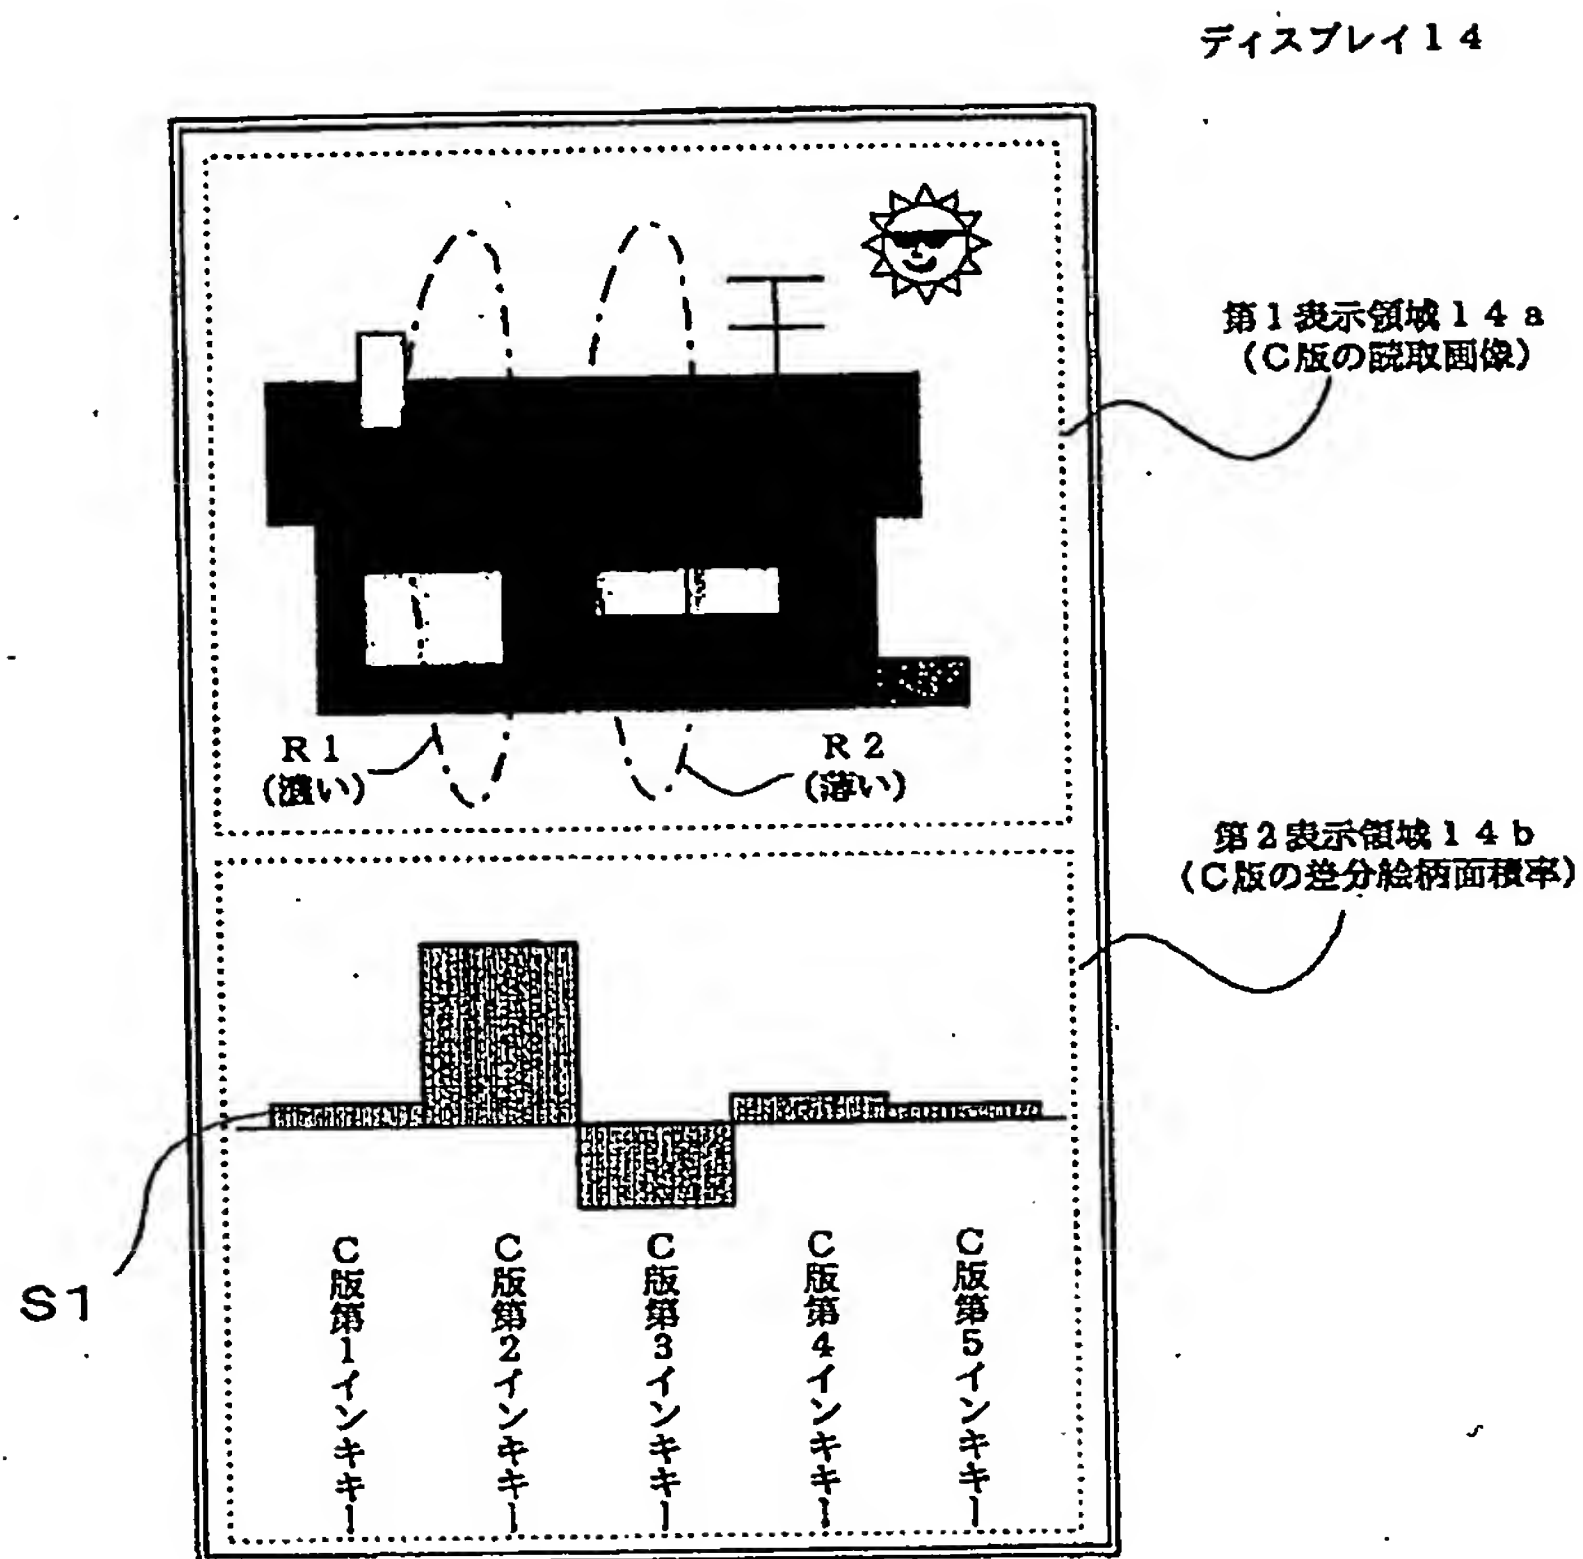 ディスプレイ１４
第１表示領域１４ａ
（Ｃ版の読取画像）
Ｒ１
（濃い）
Ｒ２
（薄い）
第２表示領域１４ｂ
（Ｃ版の差分絵柄面積率）
S1
Ｃ版第１インキキー
Ｃ版第２インキキー
Ｃ版第３インキキー
Ｃ版第４インキキー
Ｃ版第５インキキー